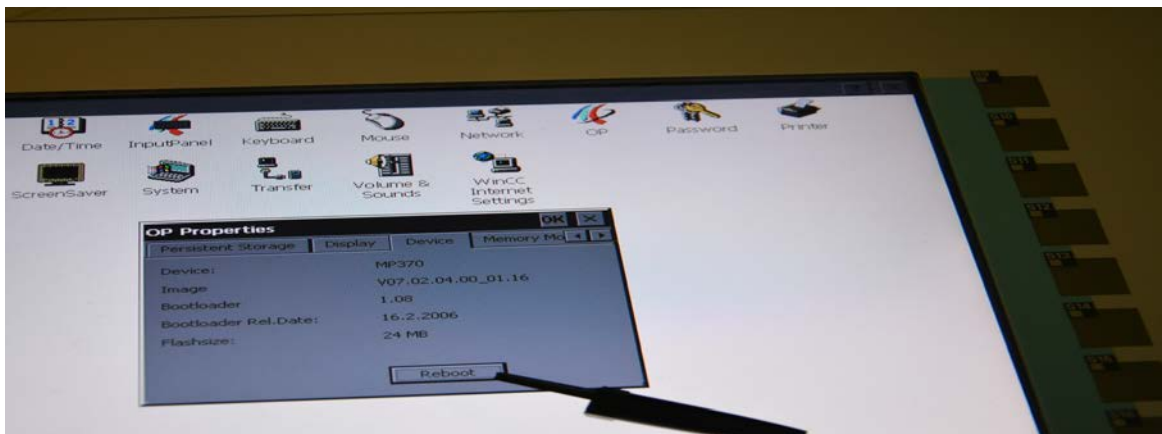 Date/Time InputPanel Keyboard Mouse Network OP Password Printer
ScreenSaver System Transfer Volume & Sounds WinCC Internet Settings
OP Properties OK
Persistent Storage Display Device Memory Mo
Device: MP370
Image V07.02.04.00_01.16
Bootloader 1.08
Bootloader Rel.Date: 16.2.2006
Flashsize: 24 MB
Reboot